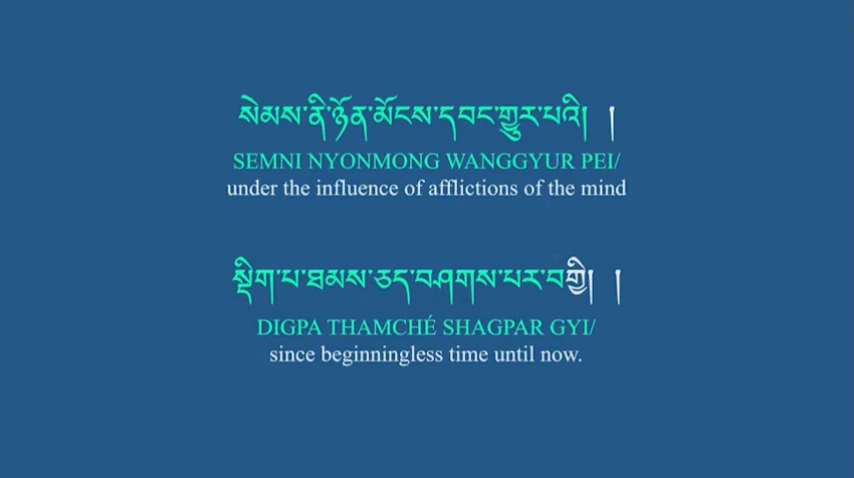 སེམས་ནི་ཉོན་མོངས་དབང་གྱུར་པའི། །
SEMNI NYONMONG WANGGYUR PEI/
under the influence of afflictions of the mind
སྡིག་པ་ཐམས་ཅད་བཤགས་པར་བགྱི། །
DIGPA THAMCHÉ SHAGPAR GYI/
since beginningless time until now.